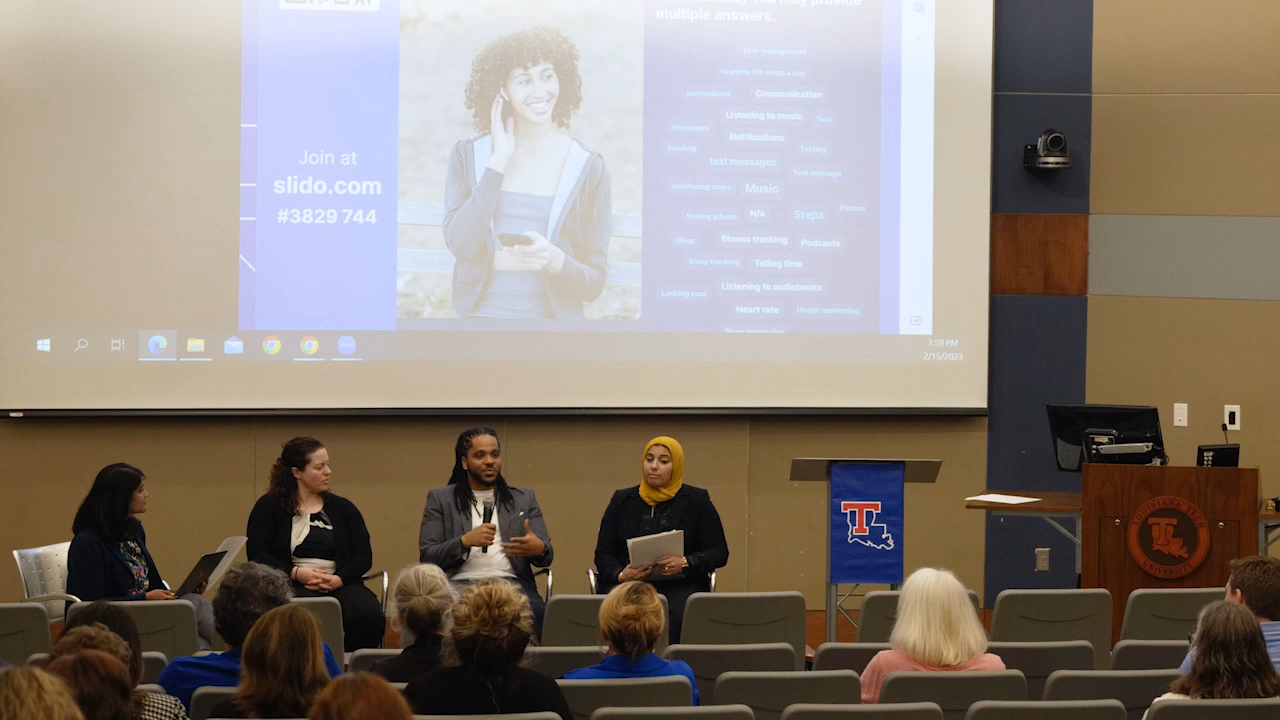 Join at
slido.com
#3829 744
multiple answers.
Task management
to get to 10k steps a day
convenience
Communication
Listening to music
Text
Homework
Notifications
Reading
Texting
text messages
Text message
monitoring steps
Music
finding iphone
N/a
Steps
Fitness
Sleep
fitness tracking
Podcasts
Sleep tracking
Telling time
Looking cool
Listening to audiobooks
Heart rate
Health monitoring
3:59 PM
2/15/2023
T
LOUISIANA TECH
T
UNIVERSITY